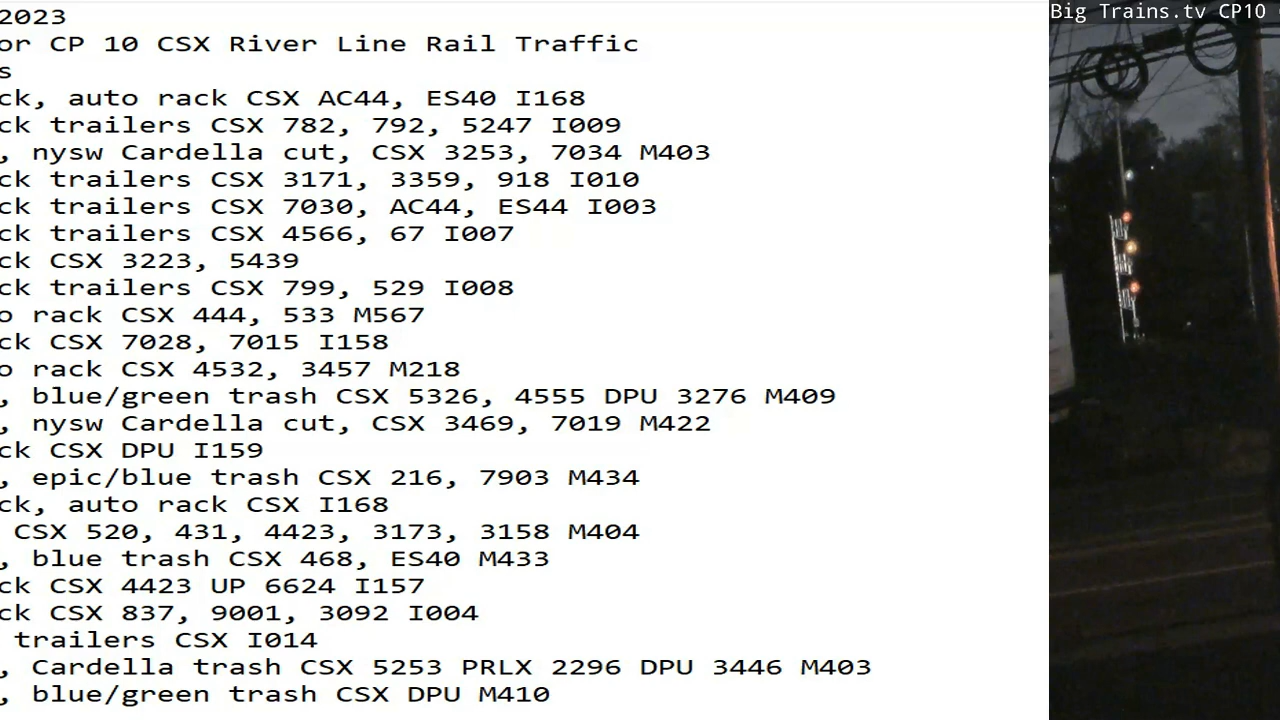 2023
or CP 10 CSX River Line Rail Traffic
s
ck, auto rack CSX AC44, ES40 I168
ck trailers CSX 782, 792, 5247 I009
, nysw Cardella cut, CSX 3253, 7034 M403
ck trailers CSX 3171, 3359, 918 I010
ck trailers CSX 7030, AC44, ES44 I003
ck trailers CSX 4566, 67 I007
ck CSX 3223, 5439
ck trailers CSX 799, 529 I008
o rack CSX 444, 533 M567
ck CSX 7028, 7015 I158
o rack CSX 4532, 3457 M218
, blue/green trash CSX 5326, 4555 DPU 3276 M409
, nysw Cardella cut, CSX 3469, 7019 M422
ck CSX DPU I159
, epic/blue trash CSX 216, 7903 M434
ck, auto rack CSX I168
CSX 520, 431, 4423, 3173, 3158 M404
, blue trash CSX 468, ES40 M433
ck CSX 4423 UP 6624 I157
ck CSX 837, 9001, 3092 I004
trailers CSX I014
, Cardella trash CSX 5253 PRLX 2296 DPU 3446 M403
, blue/green trash CSX DPU M410
Big Trains.tv CP10